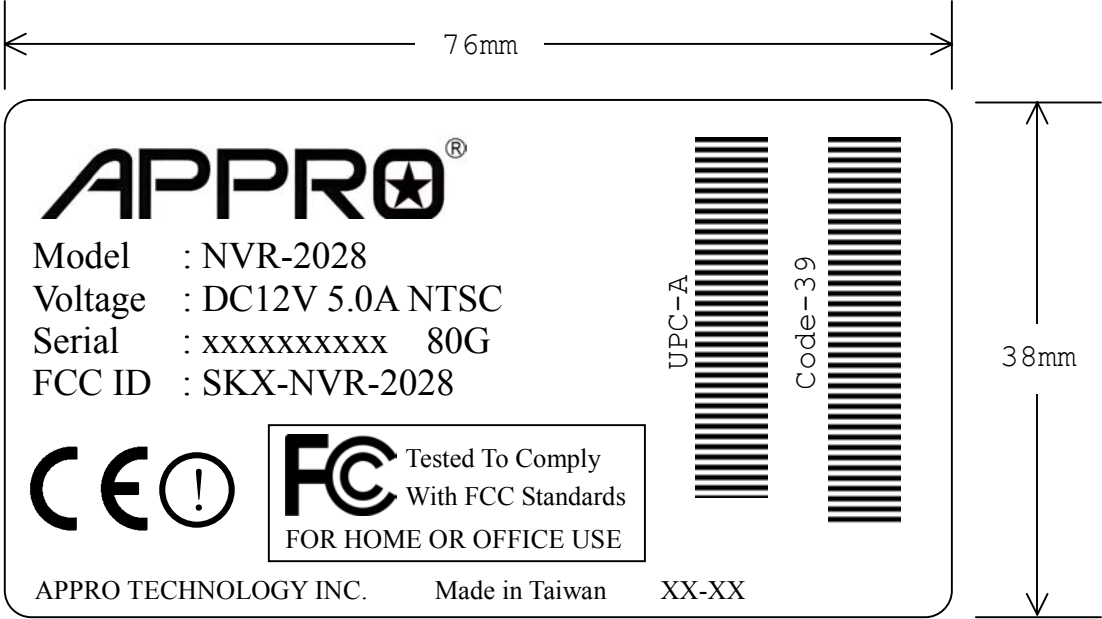 76mm
APPRO®
Model : NVR-2028
Voltage : DC12V 5.0A NTSC
Serial : xxxxxxxxxx 80G
FCC ID : SKX-NVR-2028
UPC-A
Code-39
38mm
CE
FC Tested To Comply
With FCC Standards
FOR HOME OR OFFICE USE
APPRO TECHNOLOGY INC. Made in Taiwan XX-XX